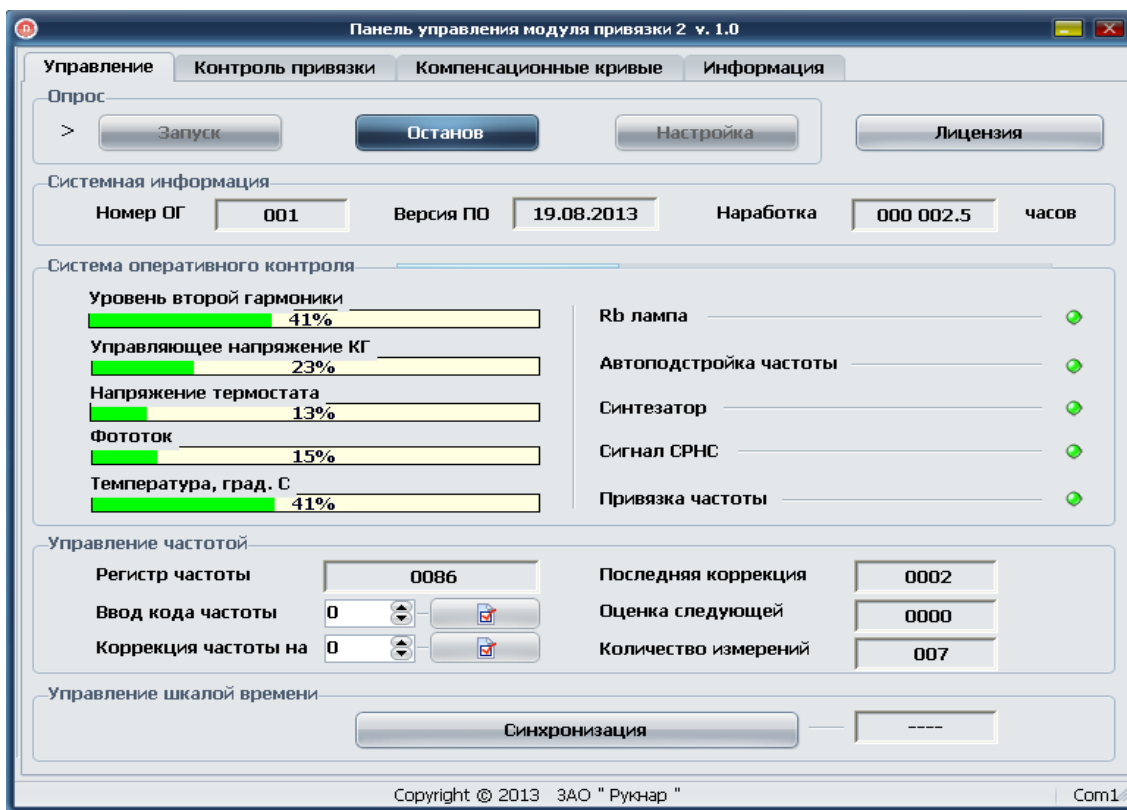 Панель управления модуля привязки 2 v. 1.0
Управление Контроль привязки Компенсационные кривые Информация
Опрос
> Запуск Останов Настройка Лицензия
Системная информация
Номер ОГ 001 Версия ПО 19.08.2013 Наработка 000 002.5 часов
Система оперативного контроля
Уровень второй гармоники
41%
Управляющее напряжение КГ
23%
Напряжение термостата
13%
Фототок
15%
Температура, град. С
41%
Rb лампа
Автоподстройка частоты
Синтезатор
Сигнал СРНС
Привязка частоты
Управление частотой
Регистр частоты 0086
Ввод кода частоты 0
Коррекция частоты на 0
Последняя коррекция 0002
Оценка следующей 0000
Количество измерений 007
Управление шкалой времени
Синхронизация ----
Copyright © 2013 ЗАО " Рукнар " Com1